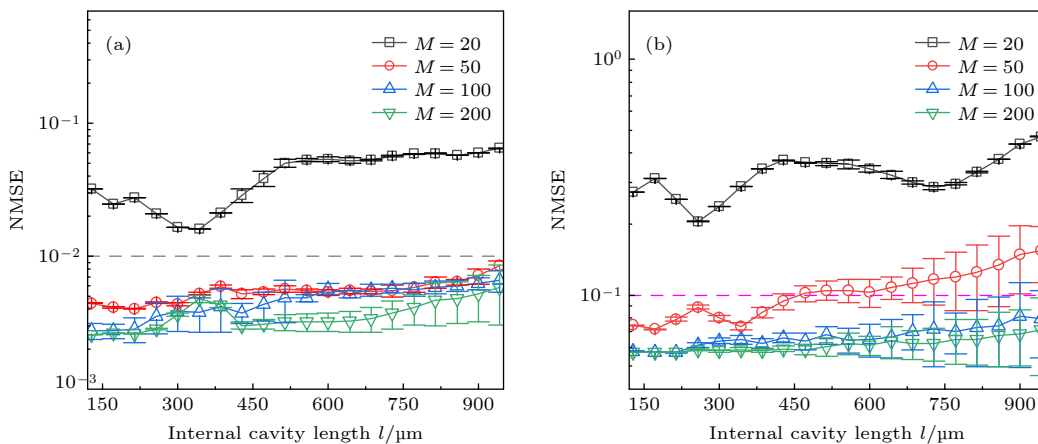 (a)
M = 20
M = 50
M = 100
M = 200
NMSE
10⁻¹
10⁻²
10⁻³
150 300 450 600 750 900
Internal cavity length l/μm
(b)
M = 20
M = 50
M = 100
M = 200
NMSE
10⁰
10⁻¹
150 300 450 600 750 900
Internal cavity length l/μm